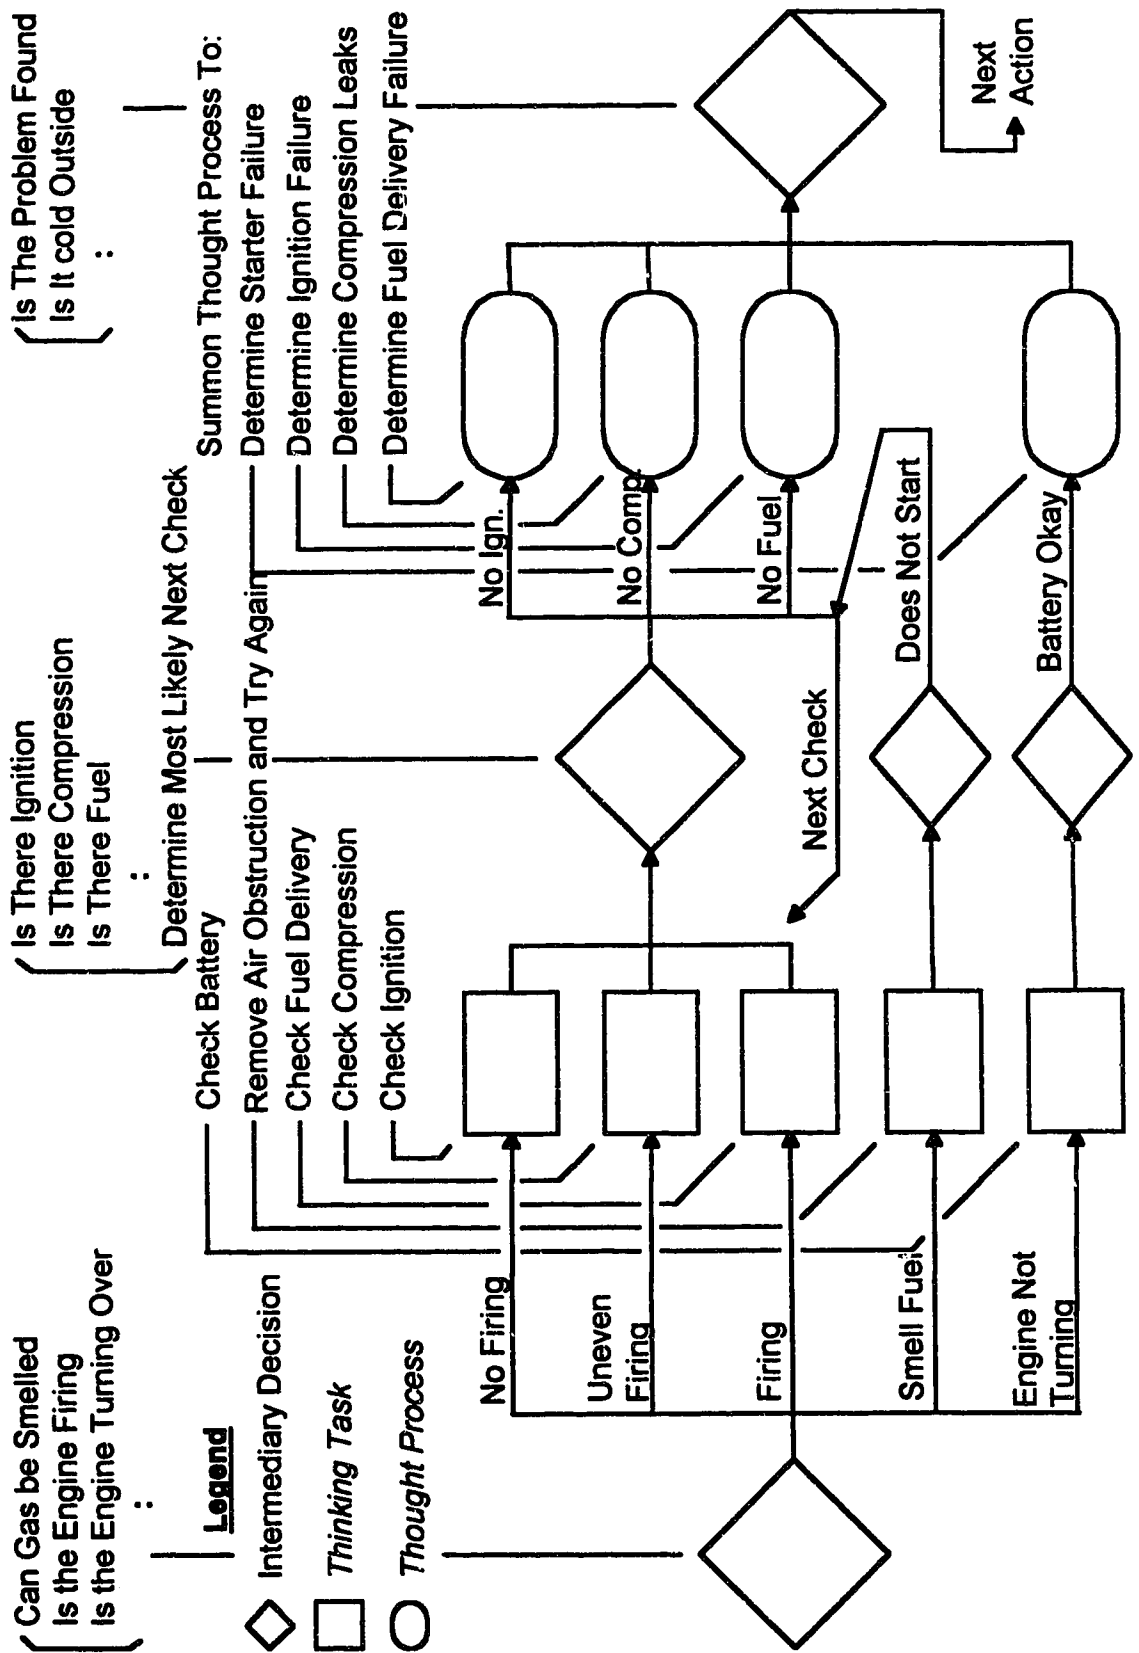 Can Gas be Smelled
Is the Engine Firing
Is the Engine Turning Over
:
Legend
Intermediary Decision
Thinking Task
Thought Process
Is There Ignition
Is There Compression
Is There Fuel
:
Determine Most Likely Next Check
Check Battery
Remove Air Obstruction and Try Again
Check Fuel Delivery
Check Compression
Check Ignition
Is The Problem Found
Is It cold Outside
:
Summon Thought Process To:
Determine Starter Failure
Determine Ignition Failure
Determine Compression Leaks
Determine Fuel Delivery Failure
No Firing
Uneven
Firing
Firing
Smell Fuel
Engine Not
Turning
No Ign.
No Comp.
No Fuel
Next Check
Does Not Start
Battery Okay
Next
Action